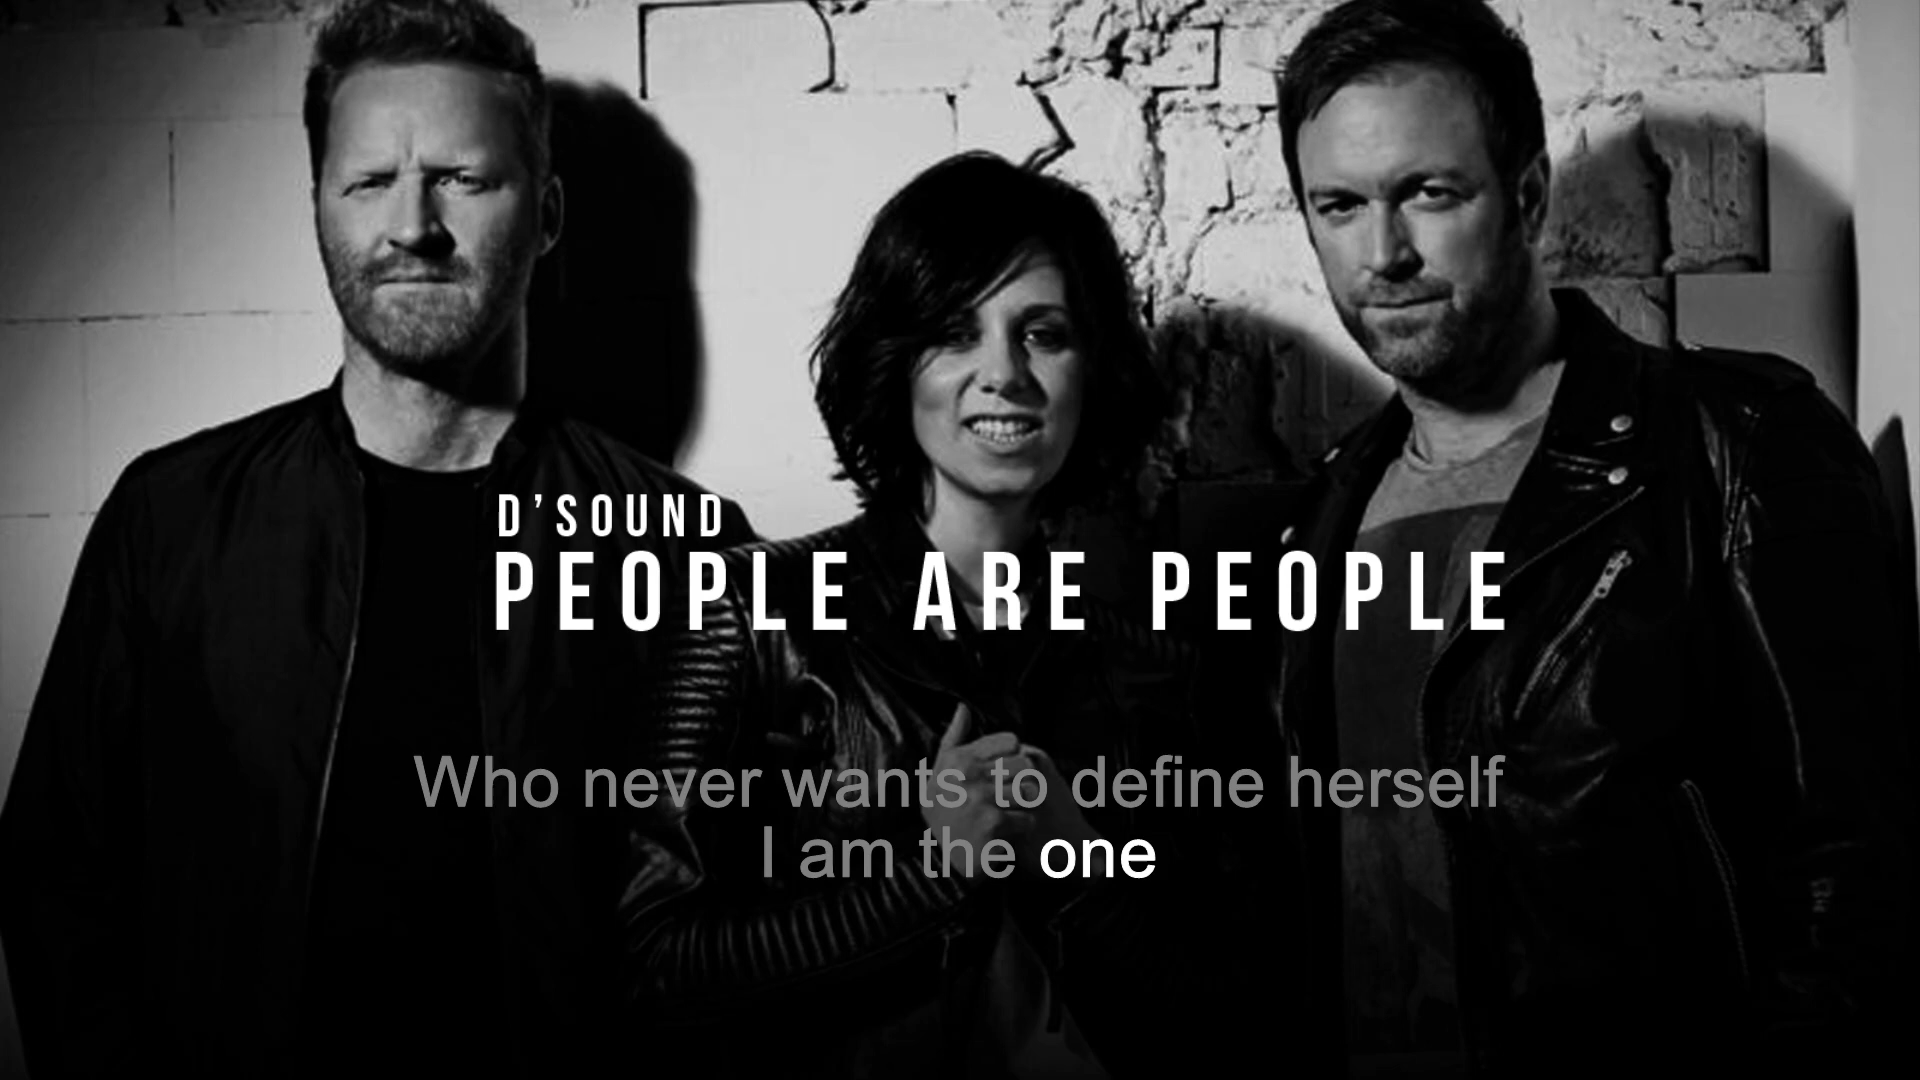 D'SOUND
PEOPLE ARE PEOPLE
Who never wants to define herself
I am the one